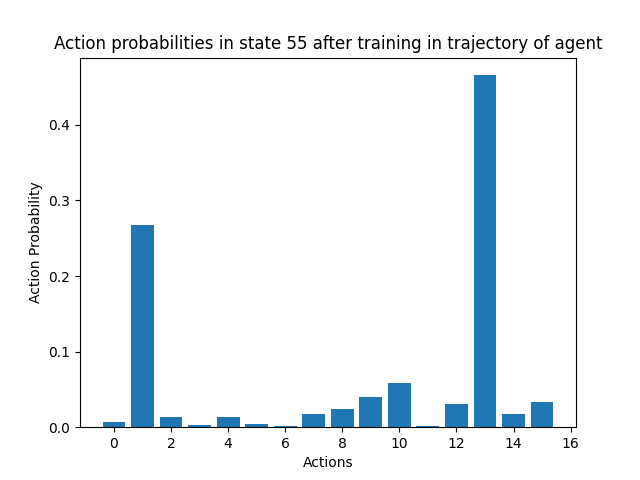 Action probabilities in state 55 after training in trajectory of agent
Action Probability
0.4
0.3
0.2
0.1
0.0
0 2 4 6 8 10 12 14 16
Actions